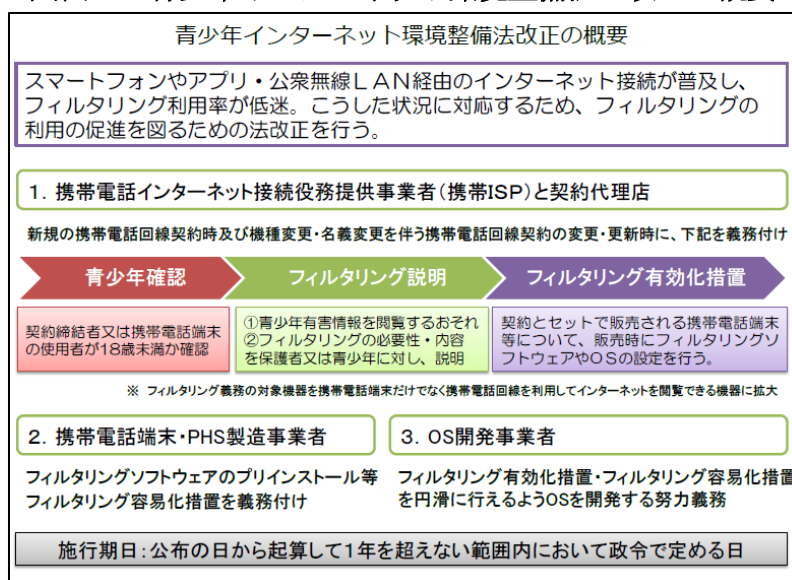 青少年インターネット環境整備法改正の概要
スマートフォンやアプリ・公衆無線LAN経由のインターネット接続が普及し、
フィルタリング利用率が低迷。こうした状況に対応するため、フィルタリングの
利用の促進を図るための法改正を行う。
1．携帯電話インターネット接続役務提供事業者(携帯ISP)と契約代理店
新規の携帯電話回線契約時及び機種変更・名義変更を伴う携帯電話回線契約の変更・更新時に、下記を義務付け
青少年確認
フィルタリング説明
フィルタリング有効化措置
契約締結者又は携帯電話端末
の使用者が18歳未満か確認
①青少年有害情報を閲覧するおそれ
②フィルタリングの必要性・内容
を保護者又は青少年に対し、説明
契約とセットで販売される携帯電話端末
等について、販売時にフィルタリングソ
フトウェアやOSの設定を行う。
※ フィルタリング義務の対象機器を携帯電話端末だけでなく携帯電話回線を利用してインターネットを閲覧できる機器に拡大
2．携帯電話端末・PHS製造事業者
フィルタリングソフトウェアのプリインストール等
フィルタリング容易化措置を義務付け
3．OS開発事業者
フィルタリング有効化措置・フィルタリング容易化措置
を円滑に行えるようOSを開発する努力義務
施行期日：公布の日から起算して1年を超えない範囲内において政令で定める日